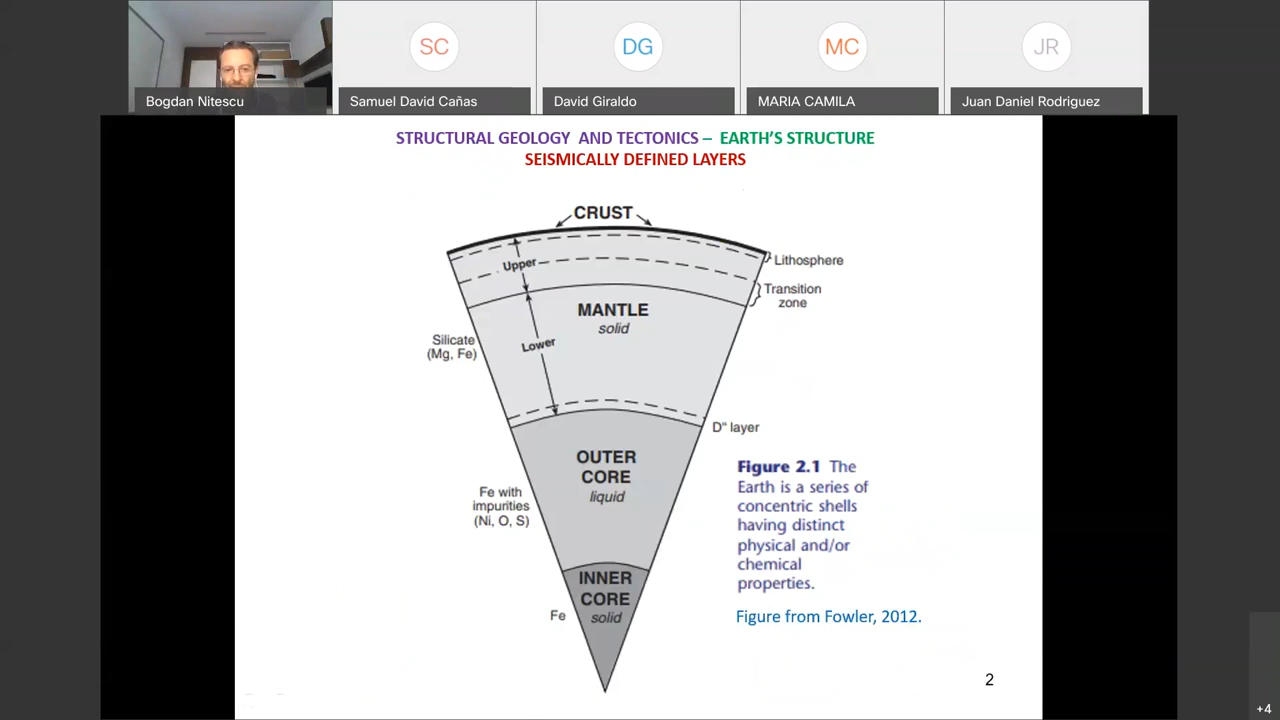 SC
DG
MC
JR
Bogdan Nitescu
Samuel David Cañas
David Giraldo
MARIA CAMILA
Juan Daniel Rodriguez
STRUCTURAL GEOLOGY AND TECTONICS – EARTH'S STRUCTURE
SEISMICALLY DEFINED LAYERS
CRUST
Upper
Lithosphere
Transition
zone
MANTLE
solid
Silicate
(Mg, Fe)
Lower
D" layer
OUTER
CORE
liquid
Fe with
impurities
(Ni, O, S)
INNER
CORE
solid
Fe
Figure 2.1 The
Earth is a series of
concentric shells
having distinct
physical and/or
chemical
properties.
Figure from Fowler, 2012.
2
+4